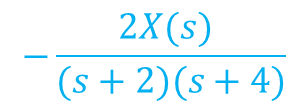 − 2X(s) / (s + 2)(s + 4)